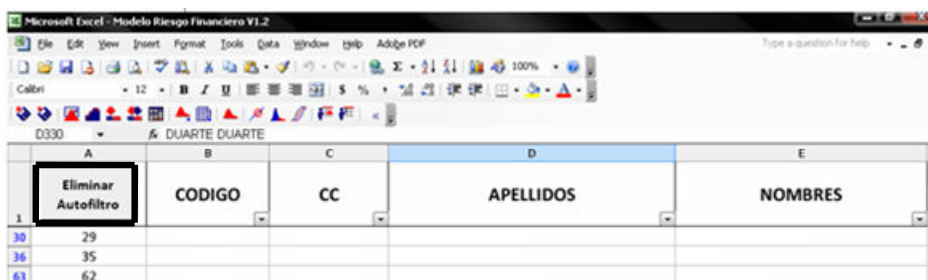 Microsoft Excel - Modelo Riesgo Financiero V1.2
File Edit View Insert Format Tools Data Window Help Adobe PDF Type a question for help
100%
Calibri 12 B I U $ %
D330 fx DUARTE DUARTE
A B C D E
1 Eliminar Autofiltro CODIGO CC APELLIDOS NOMBRES
30 29
36 35
63 62